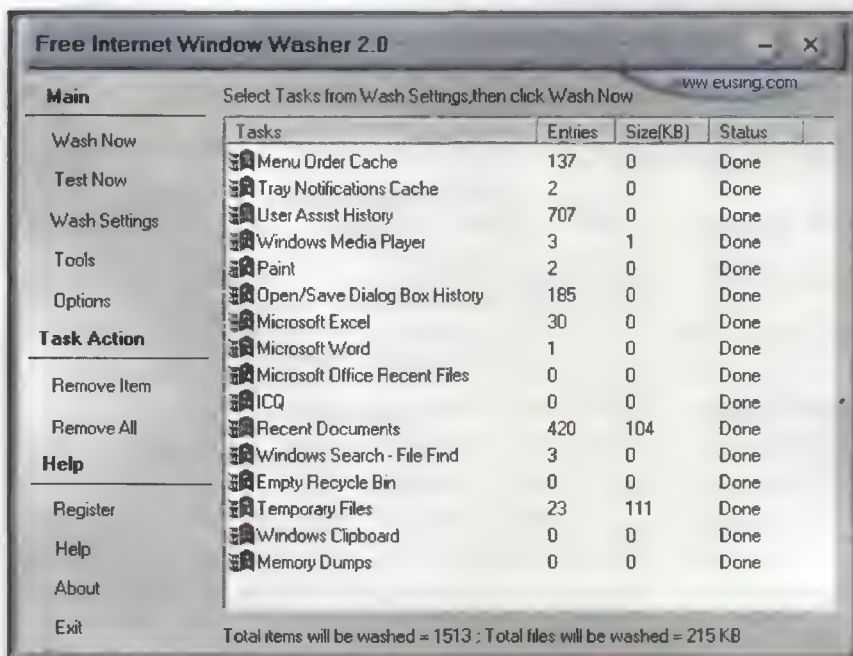 Free Internet Window Washer 2.0
ww eusing.com
Main
Wash Now
Test Now
Wash Settings
Tools
Options
Task Action
Remove Item
Remove All
Help
Register
Help
About
Exit
Select Tasks from Wash Settings,then click Wash Now
Tasks Entries Size(KB) Status
Menu Order Cache 137 0 Done
Tray Notifications Cache 2 0 Done
User Assist History 707 0 Done
Windows Media Player 3 1 Done
Paint 2 0 Done
Open/Save Dialog Box History 185 0 Done
Microsoft Excel 30 0 Done
Microsoft Word 1 0 Done
Microsoft Office Recent Files 0 0 Done
ICQ 0 0 Done
Recent Documents 420 104 Done
Windows Search - File Find 3 0 Done
Empty Recycle Bin 0 0 Done
Temporary Files 23 111 Done
Windows Clipboard 0 0 Done
Memory Dumps 0 0 Done
Total items will be washed = 1513 ; Total files will be washed = 215 KB